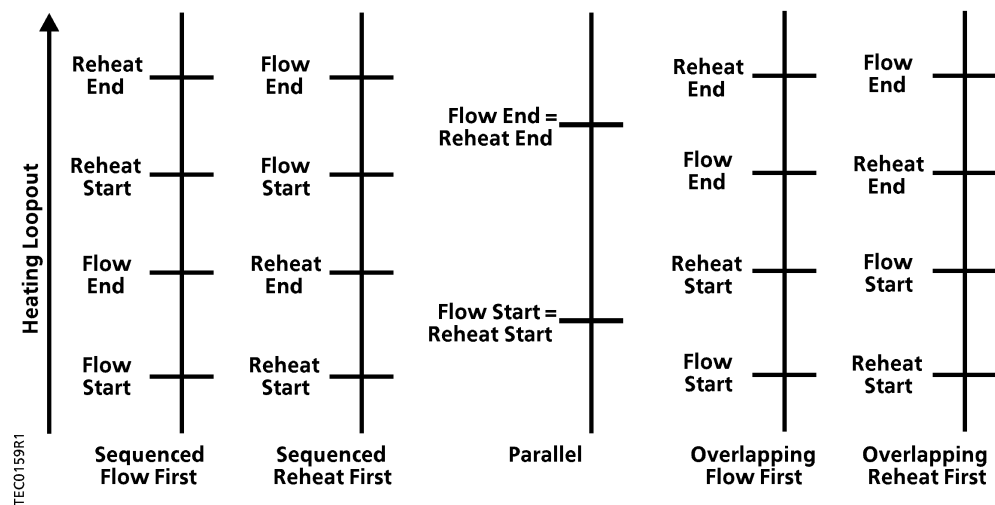 Heating Loopout
TEC0159R1
Reheat
End
Reheat
Start
Flow
End
Flow
Start
Sequenced
Flow First
Flow
End
Flow
Start
Reheat
End
Reheat
Start
Sequenced
Reheat First
Flow End =
Reheat End
Flow Start =
Reheat Start
Parallel
Reheat
End
Flow
End
Reheat
Start
Flow
Start
Overlapping
Flow First
Flow
End
Reheat
End
Flow
Start
Reheat
Start
Overlapping
Reheat First